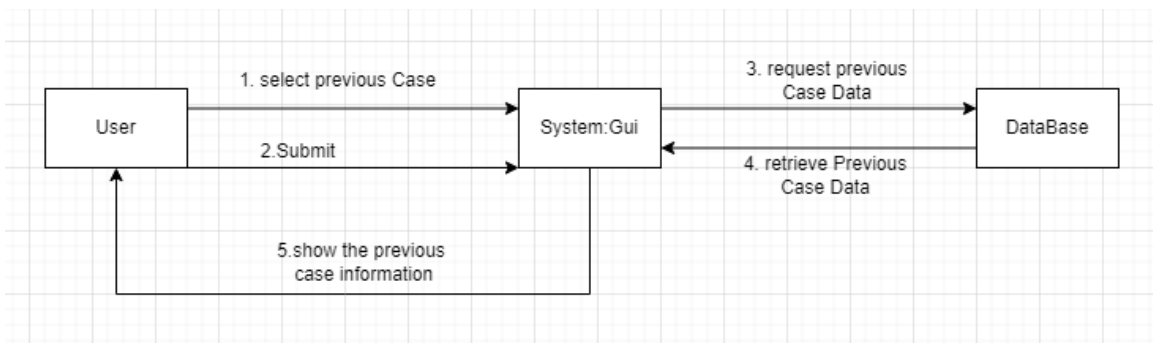 1. select previous Case
3. request previous
Case Data
User
System:Gui
DataBase
2.Submit
4. retrieve Previous
Case Data
5.show the previous
case information